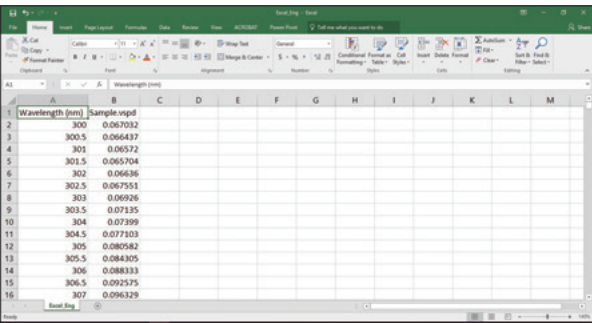 Excel_Eng - Excel
File Home Insert Page Layout Formulas Data Review View ACROBAT Power Pivot Tell me what you want to do Share
Cut Calibri 11 Wrap Text General AutoSum
Paste Copy Merge & Center Conditional Format as Cell Insert Delete Format Fill Sort & Find &
Format Painter Formatting Table Styles Clear Filter Select
Clipboard Font Alignment Number Styles Cells Editing
A1 fx Wavelength (nm)
A B C D E F G H I J K L M
1 Wavelength (nm) Sample.vspd
2 300 0.067032
3 300.5 0.066437
4 301 0.06572
5 301.5 0.065704
6 302 0.06636
7 302.5 0.067551
8 303 0.06926
9 303.5 0.07135
10 304 0.07399
11 304.5 0.077103
12 305 0.080582
13 305.5 0.084305
14 306 0.088333
15 306.5 0.092575
16 307 0.096329
Excel_Eng
Ready 140%